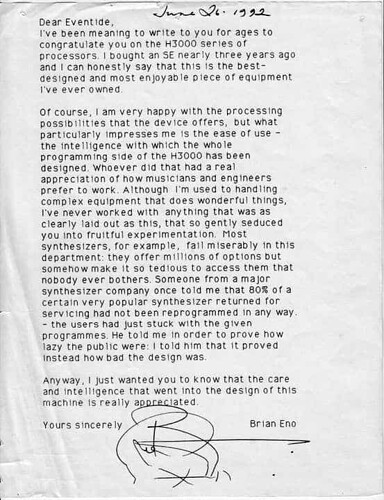 June 26. 1992
Dear Eventide,
I've been meaning to write to you for ages to
congratulate you on the H3000 series of
processors. I bought an SE nearly three years ago
and I can honestly say that this is the best-
designed and most enjoyable piece of equipment
I've ever owned.
Of course, I am very happy with the processing
possibilities that the device offers, but what
particularly impresses me is the ease of use -
the intelligence with which the whole
programming side of the H3000 has been
designed. Whoever did that had a real
appreciation of how musicians and engineers
prefer to work. Although I'm used to handling
complex equipment that does wonderful things,
I've never worked with anything that was as
clearly laid out as this, that so gently seduced
you into fruitful experimentation. Most
synthesizers, for example, fail miserably in this
department: they offer millions of options but
somehow make it so tedious to access them that
nobody ever bothers. Someone from a major
synthesizer company once told me that 80% of a
certain very popular synthesizer returned for
servicing had not been reprogrammed in any way.
- the users had just stuck with the given
programmes. He told me in order to prove how
lazy the public were: I told him that it proved
instead how bad the design was.
Anyway, I just wanted you to know that the care
and intelligence that went into the design of this
machine is really appreciated.
Yours sincerely Brian Eno